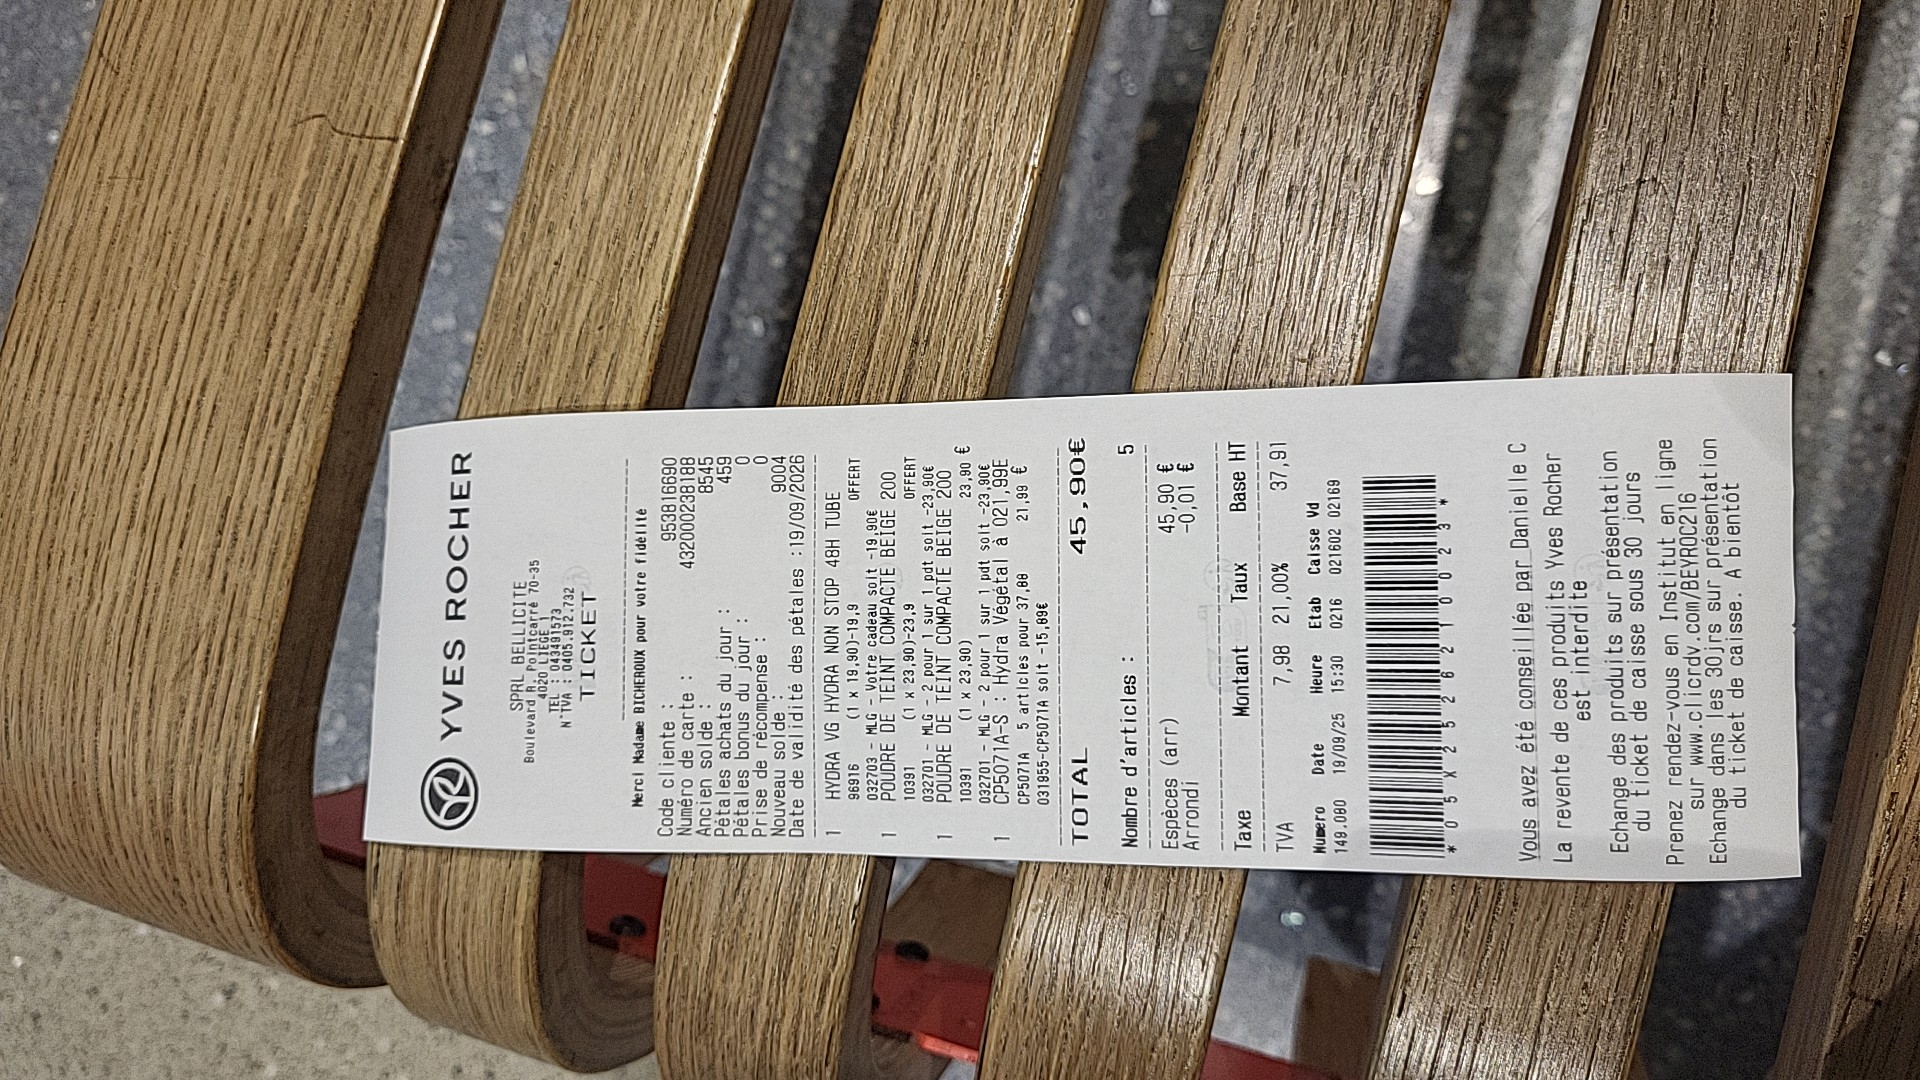 YVES ROCHER
SPRL BELLICITE
Boulevard R. Pointcarré 70-35
4020 LIEGE 1
TEL : 043491573
N°TVA : 0405.912.732
TICKET
Merci Madame BICHEROUX pour votre fidélité
Code cliente : 953816690
Numéro de carte : 4320000238188
Ancien solde : 8545
Pétales achats du jour : 459
Pétales bonus du jour : 0
Prise de récompense : 0
Nouveau solde : 9004
Date de validité des pétales :19/09/2026
1 HYDRA VG HYDRA NON STOP 48H TUBE
96916 (1 x 19,90)-19,9 OFFERT
032703 - MLG - Votre cadeau soit -19,90€
1 POUDRE DE TEINT COMPACTE BEIGE 200
10391 (1 x 23,90)-23,9 OFFERT
032701 - MLG - 2 pour 1 sur 1 pdt soit -23,90€
1 POUDRE DE TEINT COMPACTE BEIGE 200
10391 (1 x 23,90) 23,90 €
032701 - MLG - 2 pour 1 sur 1 pdt soit -23,90€
1 CP5071A-S : Hydra Végétal à 021,99E
CP5071A 5 articles pour 37,88 21,99 €
031955-CP5071A soit -15,89€
TOTAL 45,90€
Nombre d'articles : 5
Espèces (arr) 45,90 €
Arrondi -0,01 €
Taxe Montant Taux Base HT
TVA 7,98 21,00% 37,91
Numero Date Heure Etab Caisse Vd
149.080 19/09/25 15:30 0216 021602 02169
*05X2526210023*
Vous avez été conseillée par Danielle C
La revente de ces produits Yves Rocher
est interdite
Echange des produits sur présentation
du ticket de caisse sous 30 jours
Prenez rendez-vous en Institut en ligne
sur www.clicrdv.com/BEYROC216
Echange dans les 30jrs sur présentation
du ticket de caisse. A bientôt